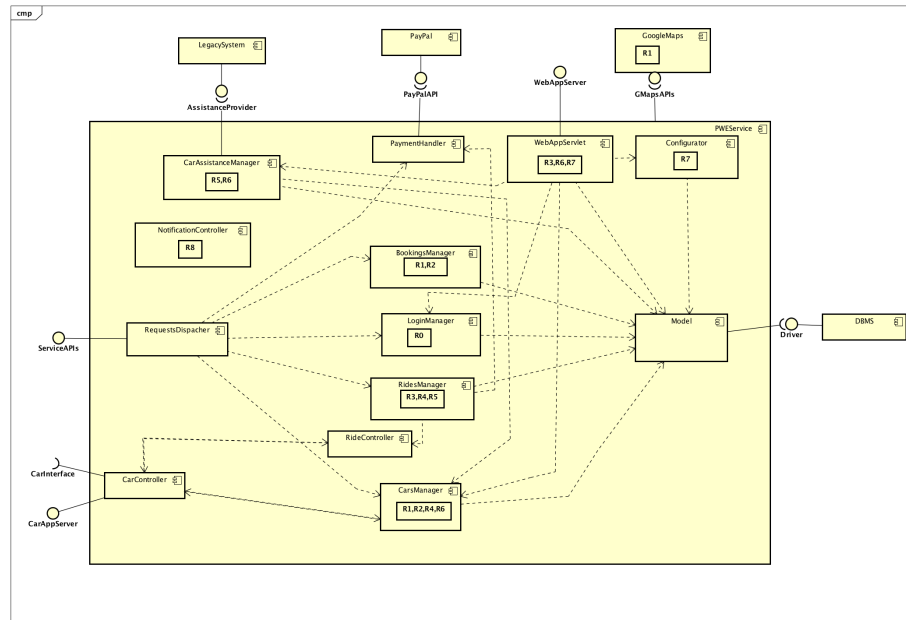 cmp
LegacySystem
PayPal
GoogleMaps
R1
AssistanceProvider
PayPalAPI
WebAppServer
GMapsAPIs
PWEService
CarAssistanceManager
R5,R6
PaymentHandler
WebAppServlet
R3,R6,R7
Configurator
R7
NotificationController
R8
BookingsManager
R1,R2
RequestsDispacher
LoginManager
R0
Model
DBMS
Driver
ServiceAPIs
RidesManager
R3,R4,R5
RideController
CarInterface
CarController
CarsManager
R1,R2,R4,R6
CarAppServer